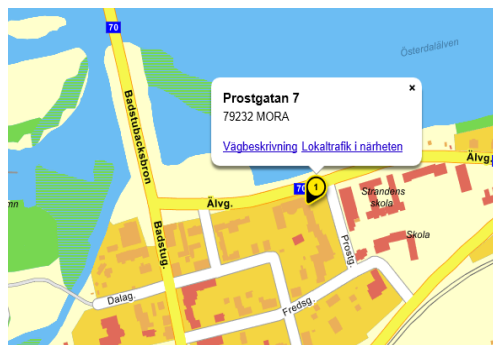 70
Österdalälven
Badstubacksbron
×
Prostgatan 7
79232 MORA
Vägbeskrivning Lokaltrafik i närheten
Älvg.
70
1
Strandens
skola
mn
Älvg.
Badstug.
Prostg.
Skola
Dalag.
Fredsg.